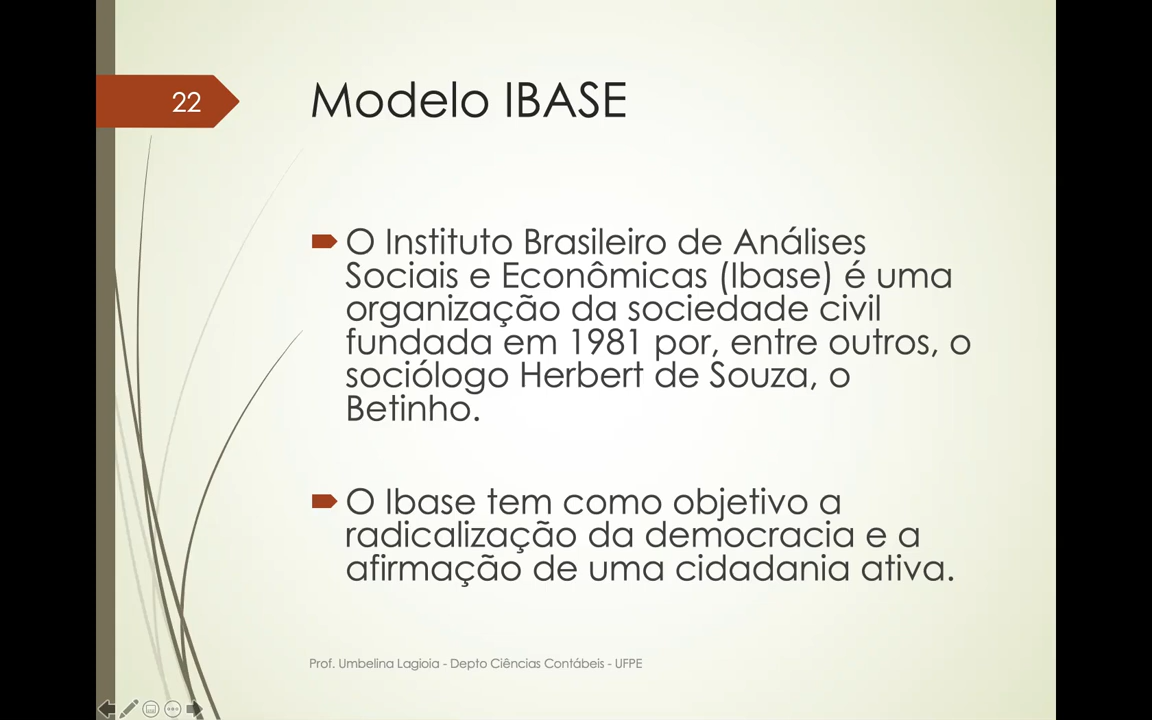 22
Modelo IBASE
O Instituto Brasileiro de Análises
Sociais e Econômicas (Ibase) é uma
organização da sociedade civil
fundada em 1981 por, entre outros, o
sociólogo Herbert de Souza, o
Betinho.
O Ibase tem como objetivo a
radicalização da democracia e a
afirmação de uma cidadania ativa.
Prof. Umbelina Lagioia - Depto Ciências Contábeis - UFPE